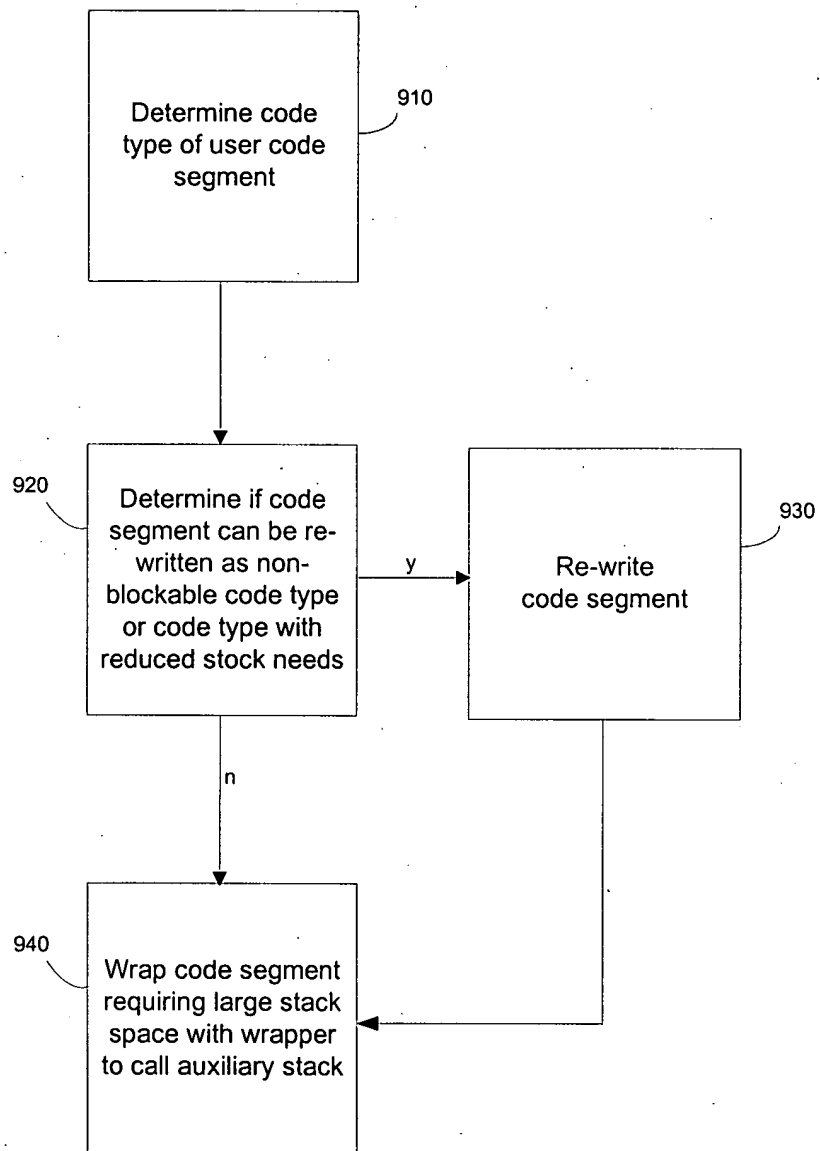 Determine code
type of user code
segment
910
920
Determine if code
segment can be re-
written as non-
blockable code type
or code type with
reduced stock needs
y
930
Re-write
code segment
n
940
Wrap code segment
requiring large stack
space with wrapper
to call auxiliary stack